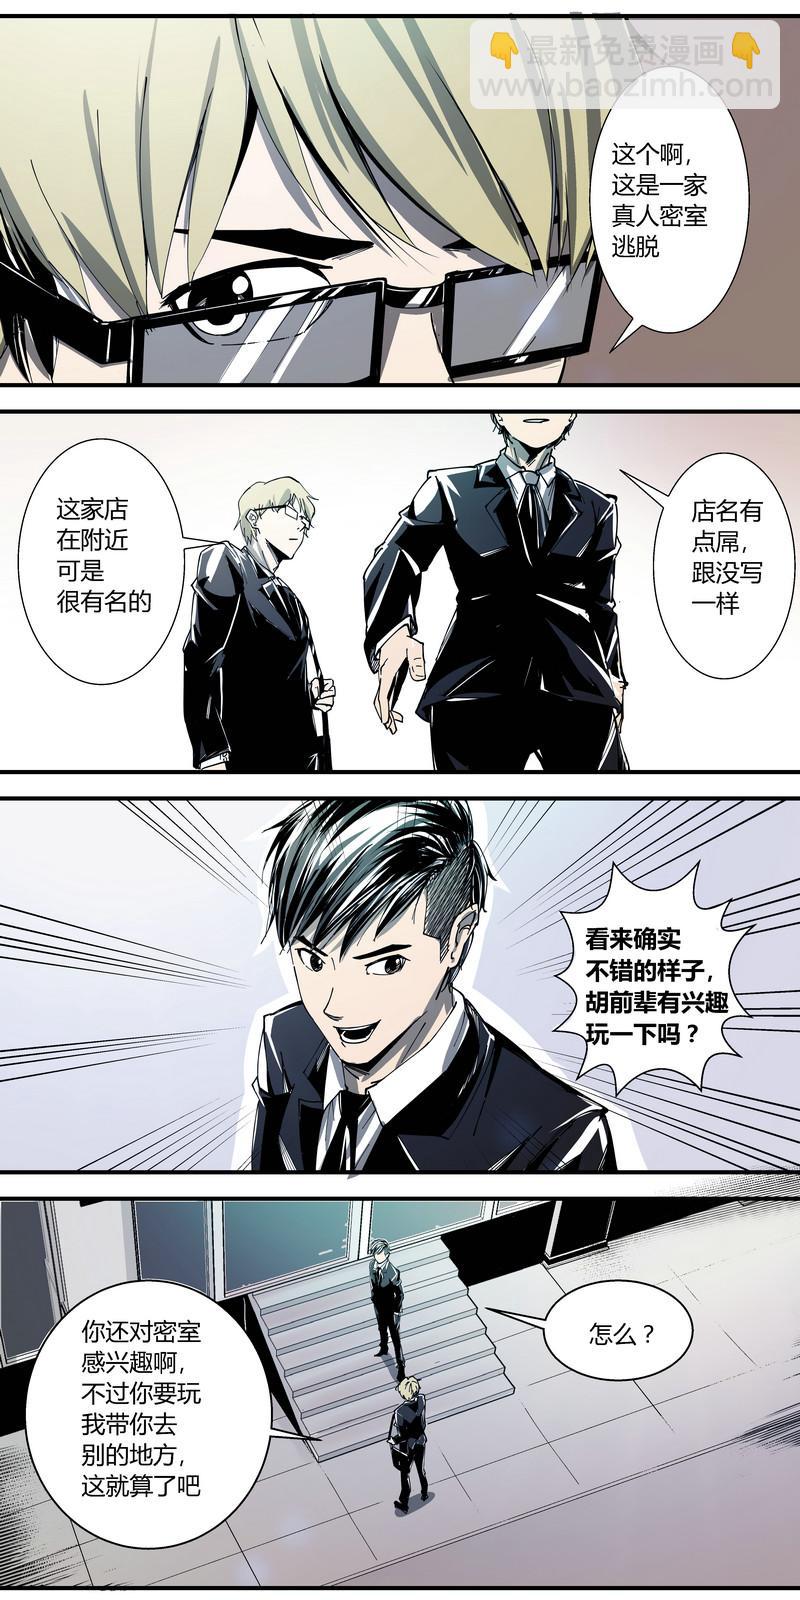 👇最新免费漫画👇
www.baozimh.com
这个啊，
这是一家
真人密室
逃脱
这家店
在附近
可是
很有名的
店名有
点屌，
跟没写
一样
看来确实
不错的样子，
胡前辈有兴趣
玩一下吗？
怎么？
你还对密室
感兴趣啊，
不过你要玩
我带你去
别的地方，
这就算了吧